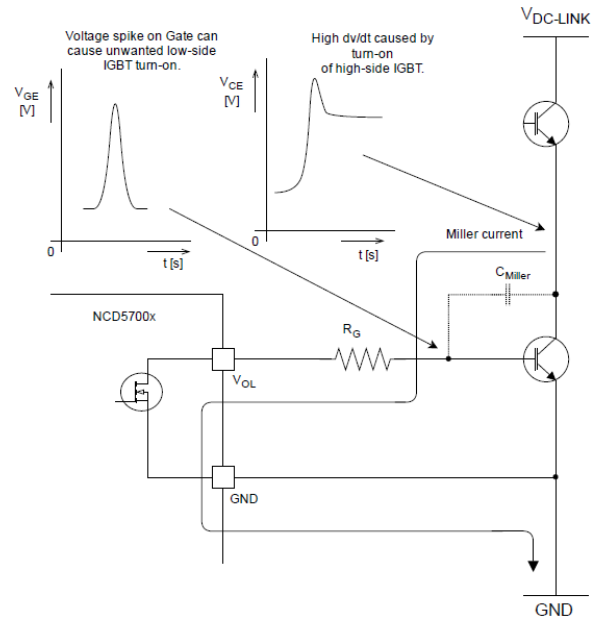 Voltage spike on Gate can
cause unwanted low-side
IGBT turn-on.
High dv/dt caused by
turn-on
of high-side IGBT.
VDC-LINK
VGE
[V]
VCE
[V]
0
t [s]
0
t [s]
Miller current
CMiller
NCD5700x
RG
VOL
GND
GND